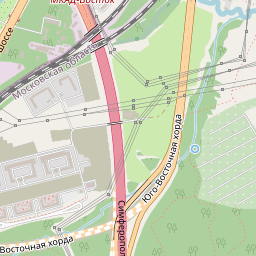 МКАД-Восток
шоссе
Московская область
Юго-Восточная хорда
Симферопол
Восточная хорда